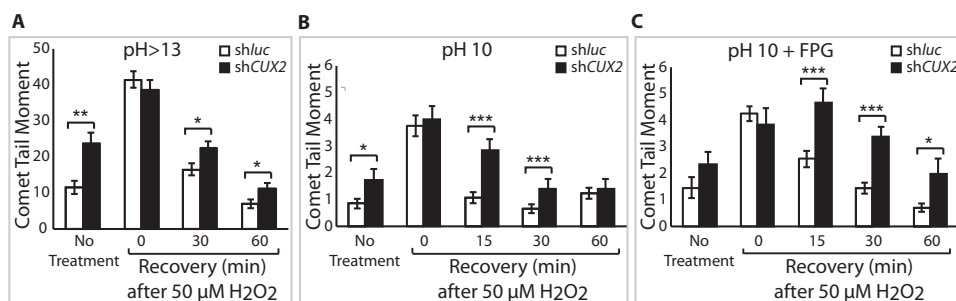 A
pH>13
shluc
shCUX2
Comet Tail Moment
50
40
30
20
10
0
**
*
*
No Treatment
0
30
60
Recovery (min)
after 50 µM H2O2
B
pH 10
shluc
shCUX2
Comet Tail Moment
6
5
4
3
2
1
0
*
***
***
No Treatment
0
15
30
60
Recovery (min)
after 50 µM H2O2
C
pH 10 + FPG
shluc
shCUX2
Comet Tail Moment
6
5
4
3
2
1
0
***
***
*
No Treatment
0
15
30
60
Recovery (min)
after 50 µM H2O2